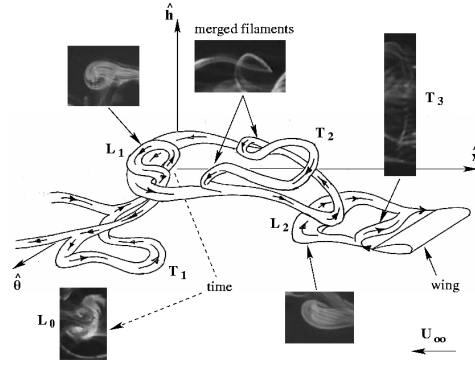 ĥ
merged filaments
T3
L1
T2
x̂
L2
T1
θ̂
time
wing
L0
U∞